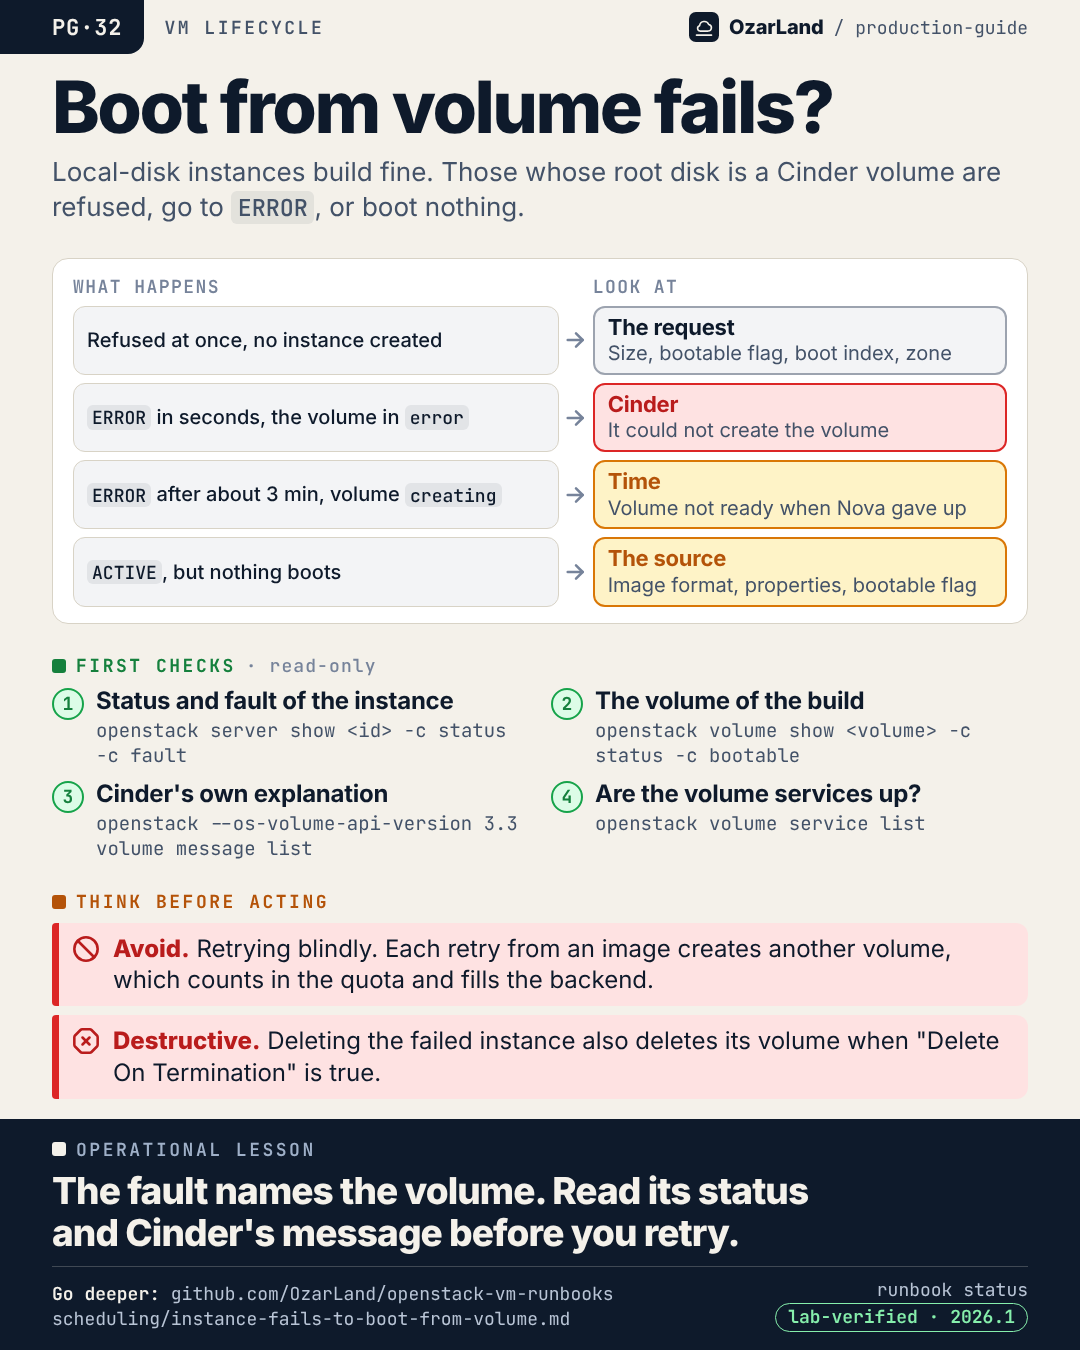 PG·32 VM LIFECYCLE
OzarLand / production-guide
Boot from volume fails?
Local-disk instances build fine. Those whose root disk is a Cinder volume are
refused, go to ERROR, or boot nothing.
WHAT HAPPENS
LOOK AT
Refused at once, no instance created
→
The request
Size, bootable flag, boot index, zone
ERROR in seconds, the volume in error
→
Cinder
It could not create the volume
ERROR after about 3 min, volume creating
→
Time
Volume not ready when Nova gave up
ACTIVE, but nothing boots
→
The source
Image format, properties, bootable flag
FIRST CHECKS · read-only
1 Status and fault of the instance
openstack server show <id> -c status
-c fault
2 The volume of the build
openstack volume show <volume> -c
status -c bootable
3 Cinder's own explanation
openstack --os-volume-api-version 3.3
volume message list
4 Are the volume services up?
openstack volume service list
THINK BEFORE ACTING
Avoid. Retrying blindly. Each retry from an image creates another volume,
which counts in the quota and fills the backend.
Destructive. Deleting the failed instance also deletes its volume when "Delete
On Termination" is true.
OPERATIONAL LESSON
The fault names the volume. Read its status
and Cinder's message before you retry.
Go deeper: github.com/OzarLand/openstack-vm-runbooks
scheduling/instance-fails-to-boot-from-volume.md
runbook status
lab-verified · 2026.1